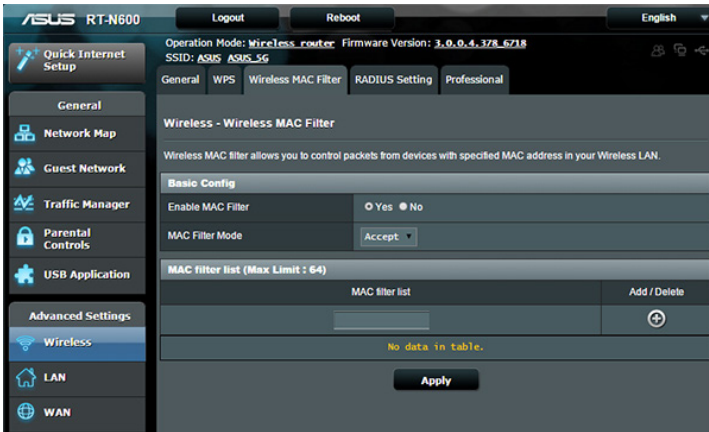 ASUS RT-N600 Logout Reboot English
Quick Internet Setup
Operation Mode: Wireless router Firmware Version: 3.0.0.4.378_6718
SSID: ASUS ASUS_5G
General WPS Wireless MAC Filter RADIUS Setting Professional
General
Network Map
Guest Network
Traffic Manager
Parental Controls
USB Application
Advanced Settings
Wireless
LAN
WAN
Wireless - Wireless MAC Filter
Wireless MAC filter allows you to control packets from devices with specified MAC address in your Wireless LAN.
Basic Config
Enable MAC Filter Yes No
MAC Filter Mode Accept
MAC filter list (Max Limit : 64)
MAC filter list Add / Delete
No data in table.
Apply